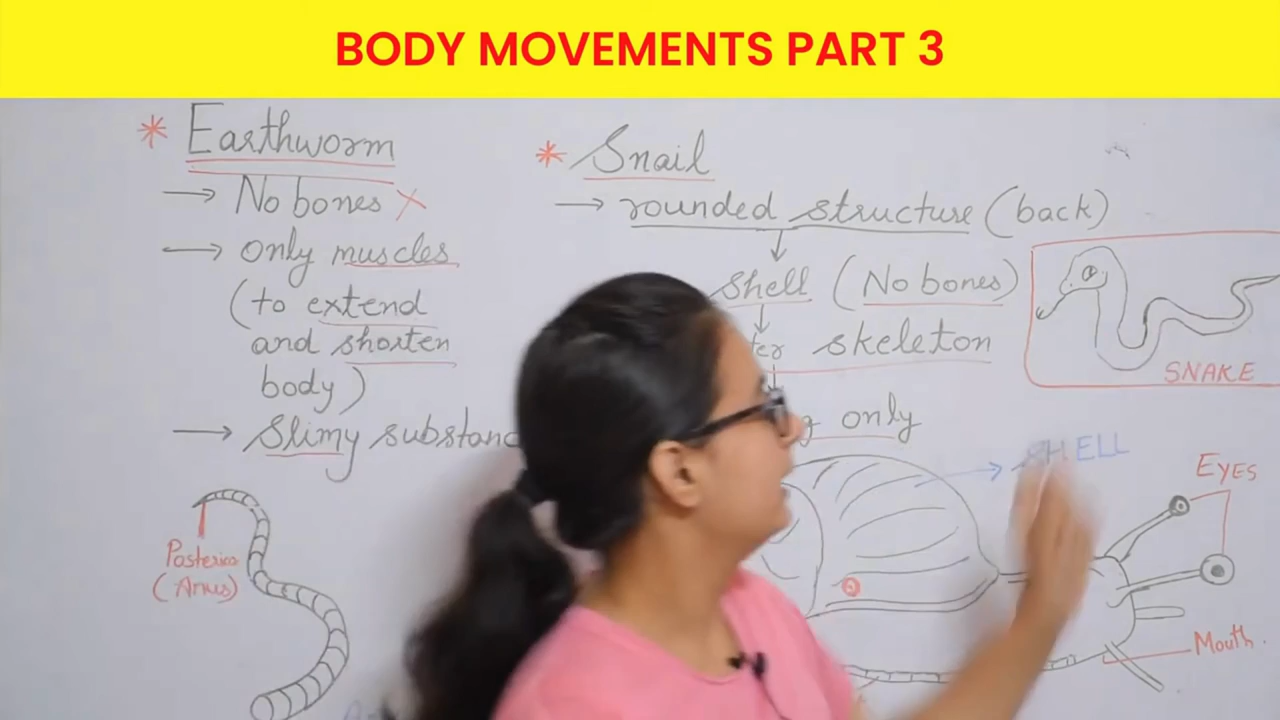 BODY MOVEMENTS PART 3
* Earthworm
→ No bones ×
→ Only muscles
(to extend
and shorten
body)
→ Slimy
Posterior
(Anus)
* Snail
→ rounded structure (back)
↓
Shell (No bones)
↓
skeleton
only
→ SHELL
SNAKE
EYES
Mouth.